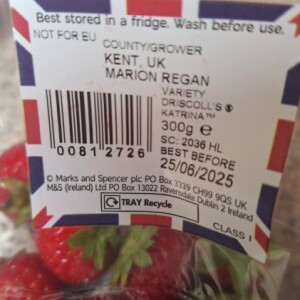 Best stored in a fridge. Wash before use.
NOT FOR EU
COUNTY/GROWER
KENT, UK
MARION REGAN
VARIETY
DRISCOLL'S ®
KATRINA™
300g e
SC: 2036 HL
BEST BEFORE
25/06/2025
0081 2726
© Marks and Spencer plc PO Box 3339 CH99 9QS UK
M&S (Ireland) Ltd PO Box 13022 Ravensdale Dublin 2 Ireland
TRAY Recycle
CLASS I